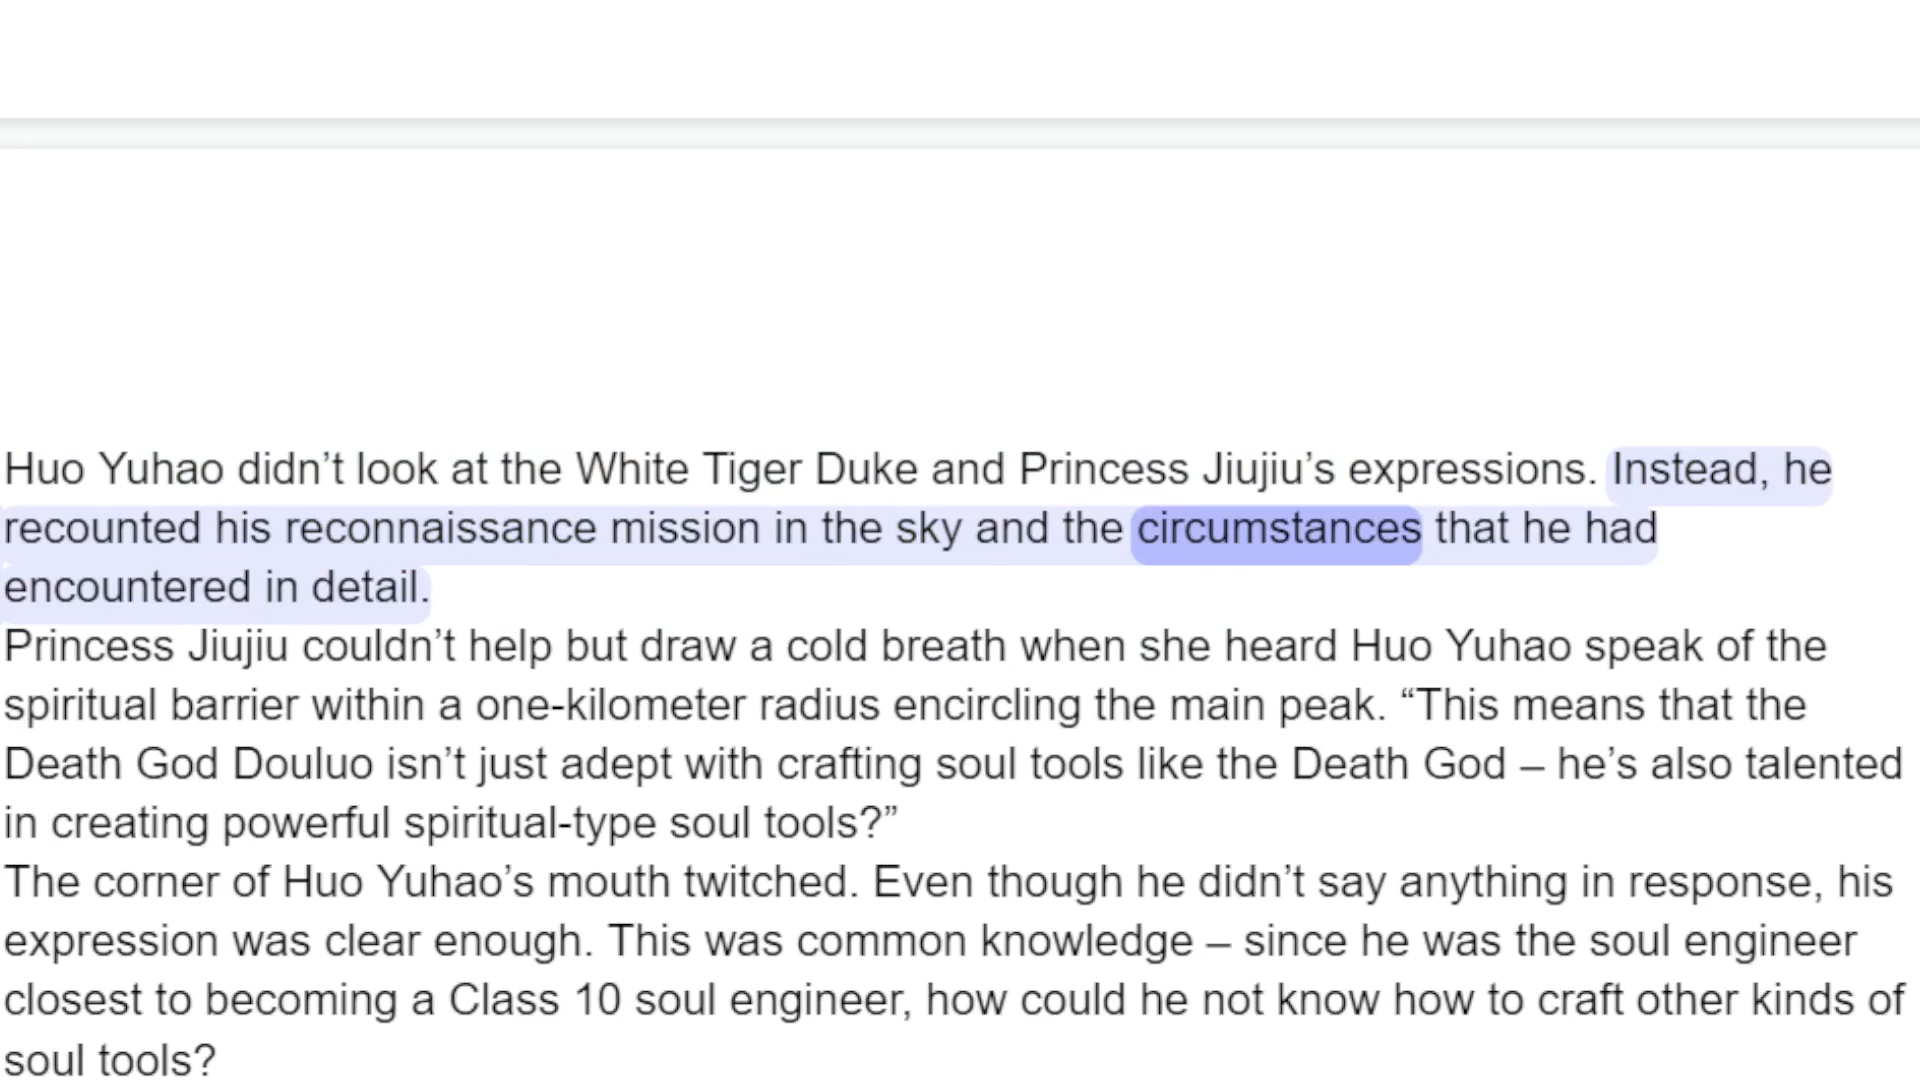 Huo Yuhao didn’t look at the White Tiger Duke and Princess Jiujiu’s expressions. Instead, he
recounted his reconnaissance mission in the sky and the circumstances that he had
encountered in detail.
Princess Jiujiu couldn’t help but draw a cold breath when she heard Huo Yuhao speak of the
spiritual barrier within a one-kilometer radius encircling the main peak. “This means that the
Death God Douluo isn’t just adept with crafting soul tools like the Death God – he’s also talented
in creating powerful spiritual-type soul tools?”
The corner of Huo Yuhao’s mouth twitched. Even though he didn’t say anything in response, his
expression was clear enough. This was common knowledge – since he was the soul engineer
closest to becoming a Class 10 soul engineer, how could he not know how to craft other kinds of
soul tools?